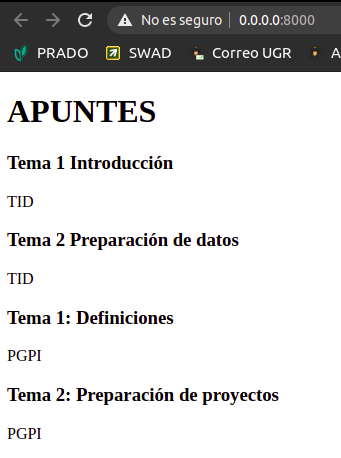 No es seguro 0.0.0.0:8000
PRADO SWAD Correo UGR A
APUNTES
Tema 1 Introducción
TID
Tema 2 Preparación de datos
TID
Tema 1: Definiciones
PGPI
Tema 2: Preparación de proyectos
PGPI